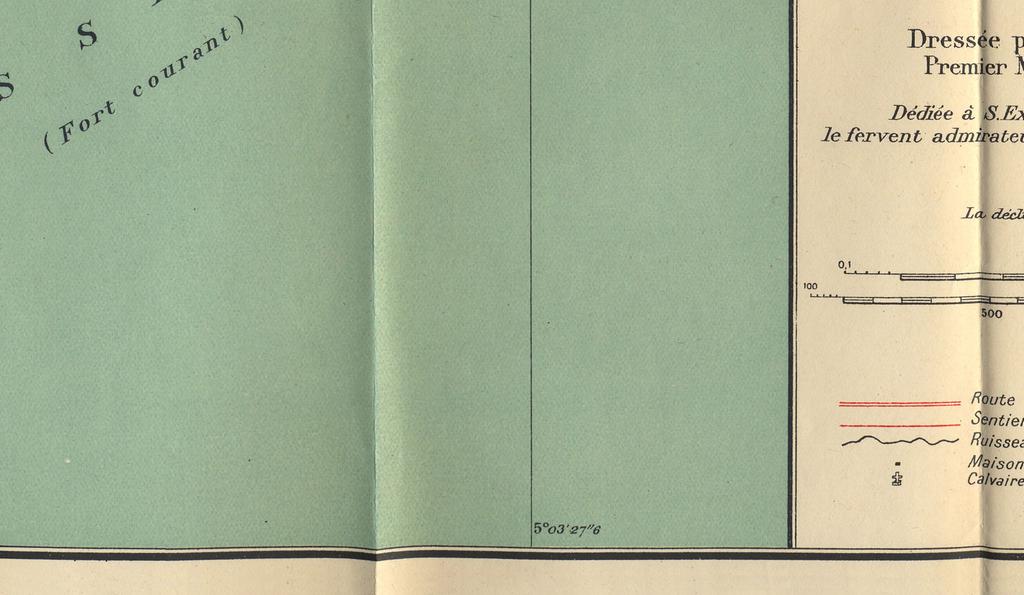 S
S
(Fort courant)
5°03'27"6
Dressée
Premier
Dédiée à S.Ex
le fervent admirateu
La décl
0,1
100
500
Route
Sentier
Ruissea
Maison
Calvaire